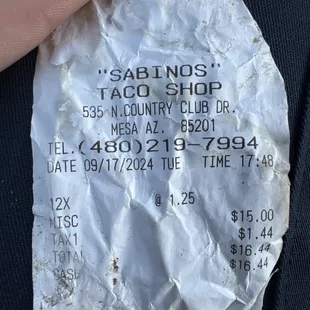 "SABINOS"
TACO SHOP
535 N.COUNTRY CLUB DR.
MESA AZ. 85201
TEL.(480)219-7994
DATE 09/17/2024 TUE TIME 17:48
12X @ 1.25
MISC $15.00
TAX1 $1.44
TOTAL $16.44
CASH $16.44